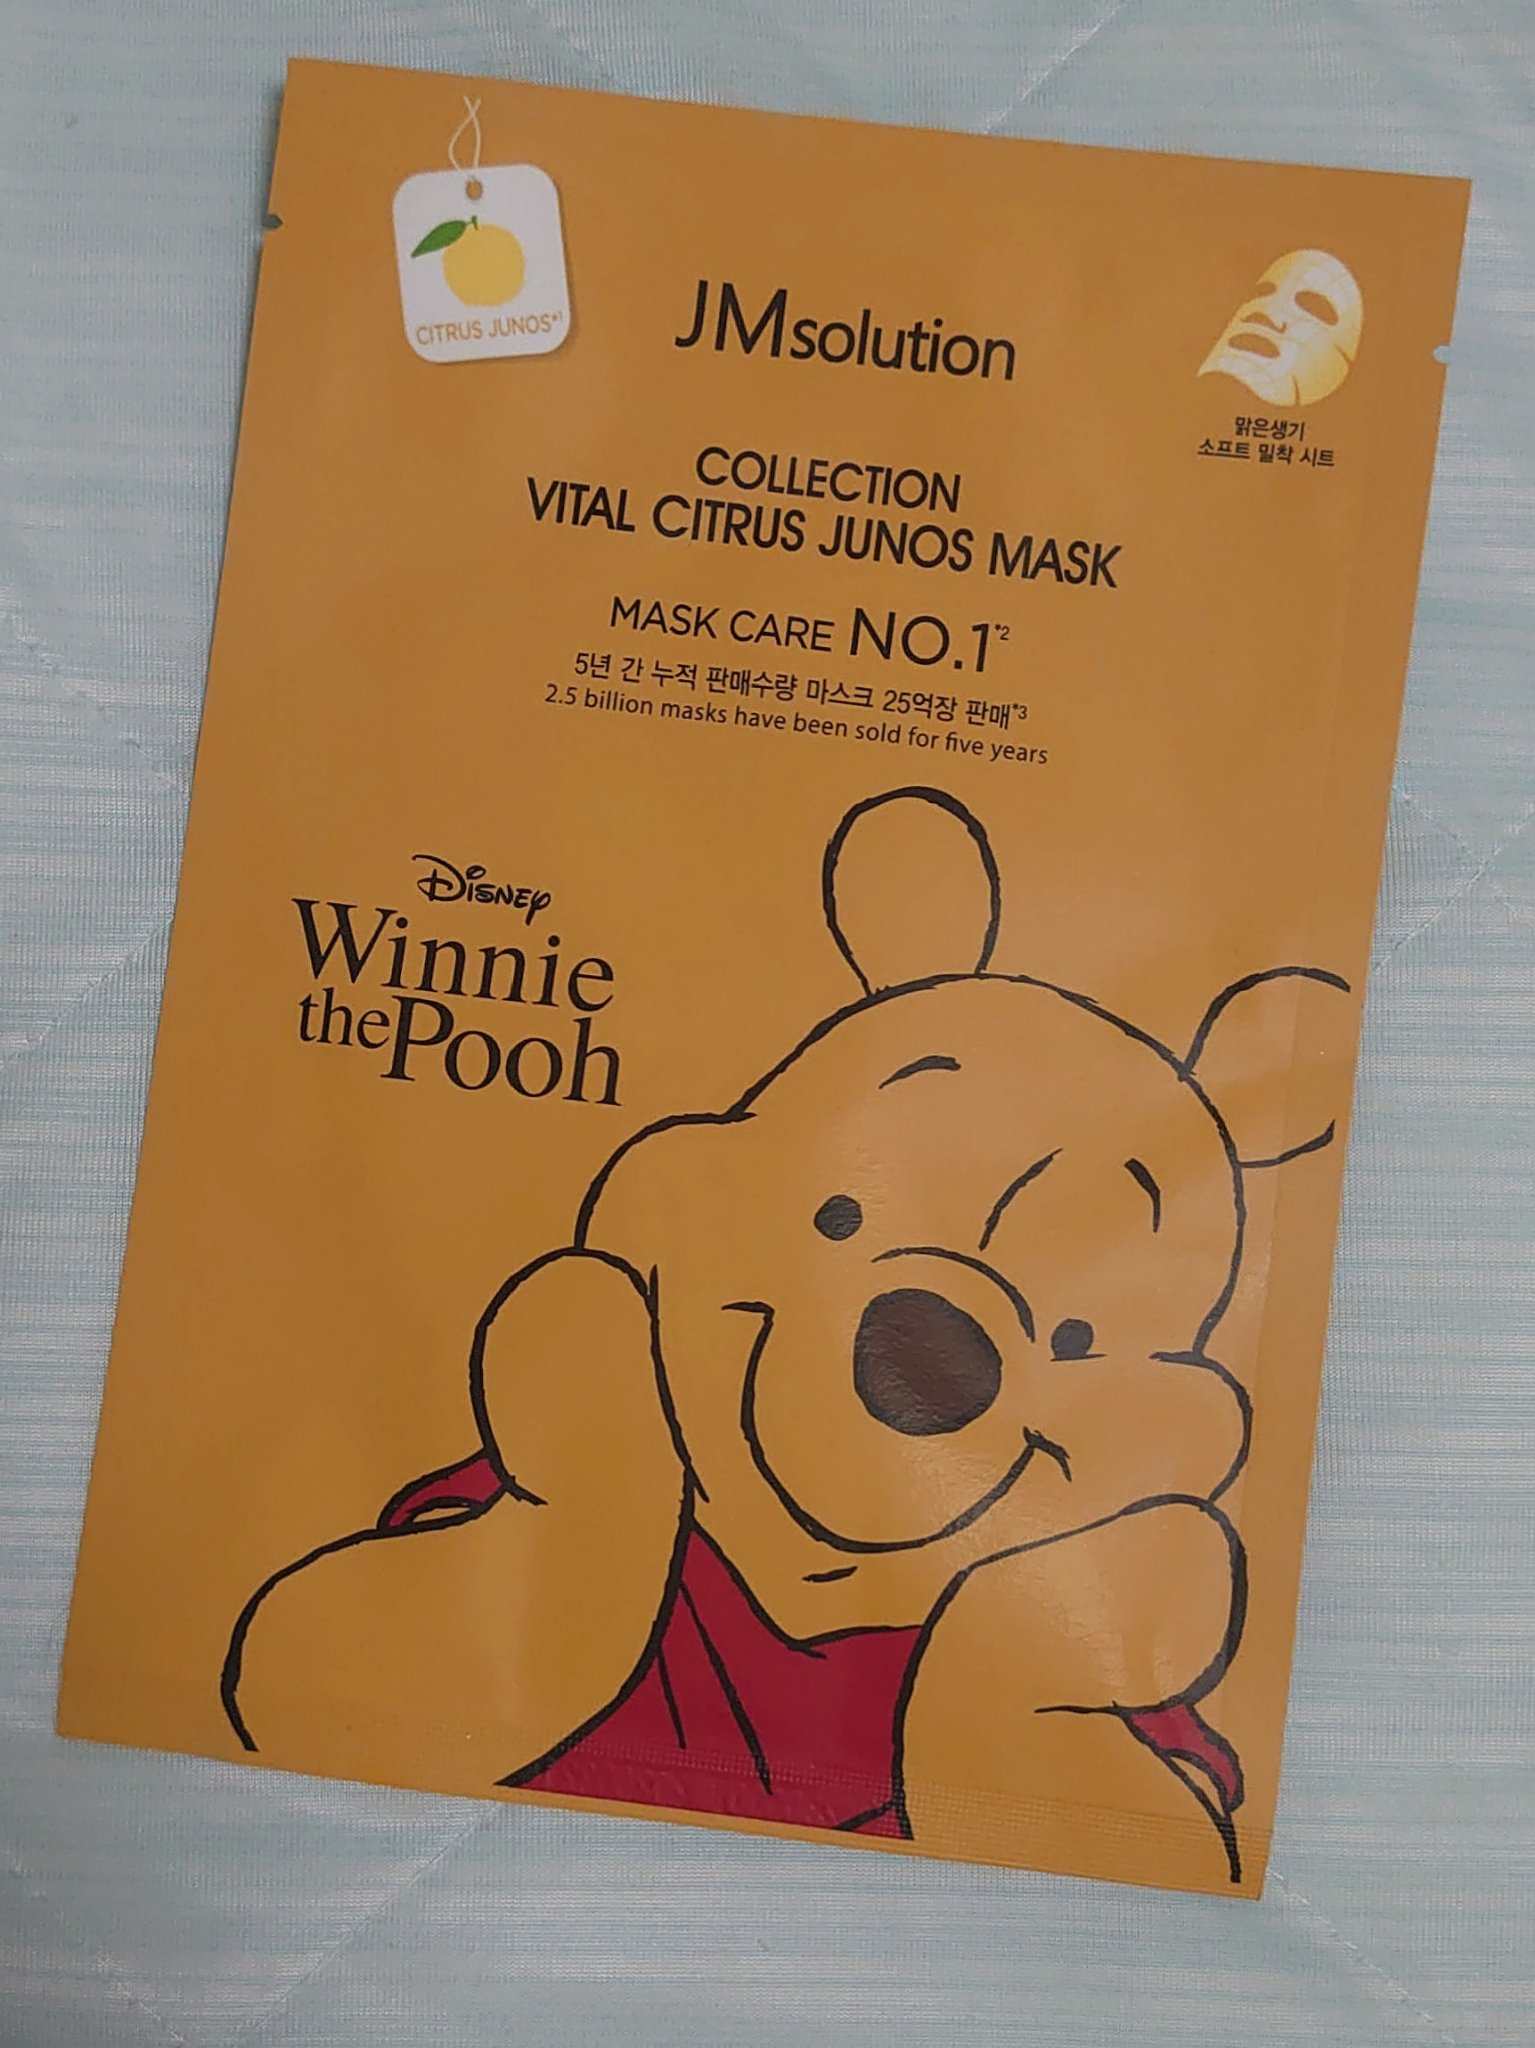 CITRUS JUNOS*1
JMsolution
맑은생기
소프트 밀착 시트
COLLECTION
VITAL CITRUS JUNOS MASK
MASK CARE NO.1*2
5년 간 누적 판매수량 마스크 25억장 판매*3
2.5 billion masks have been sold for five years
Disney
Winnie
the Pooh